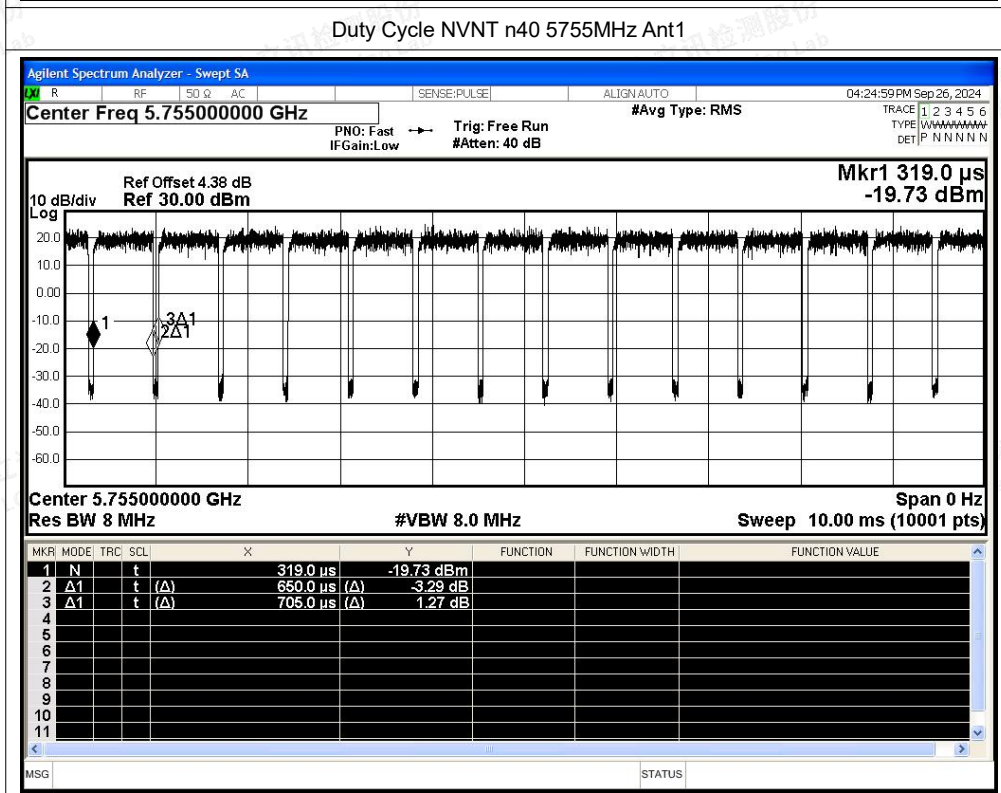 Duty Cycle NVNT n40 5755MHz Ant1
Agilent Spectrum Analyzer - Swept SA
LXI R RF 50 Ω AC SENSE:PULSE ALIGN AUTO 04:24:59 PM Sep 26, 2024
Center Freq 5.755000000 GHz #Avg Type: RMS TRACE 1 2 3 4 5 6
PNO: Fast Trig: Free Run TYPE WWWWWW
IFGain:Low #Atten: 40 dB DET P N N N N N
Mkr1 319.0 µs
-19.73 dBm
Ref Offset 4.38 dB
10 dB/div Ref 30.00 dBm
Log
20.0
10.0
0.00
-10.0
1
3Δ1
2Δ1
-20.0
-30.0
-40.0
-50.0
-60.0
Center 5.755000000 GHz Span 0 Hz
Res BW 8 MHz #VBW 8.0 MHz Sweep 10.00 ms (10001 pts)
MKR MODE TRC SCL X Y FUNCTION FUNCTION WIDTH FUNCTION VALUE
1 N t 319.0 µs -19.73 dBm
2 Δ1 t (Δ) 650.0 µs (Δ) -3.29 dB
3 Δ1 t (Δ) 705.0 µs (Δ) 1.27 dB
4
5
6
7
8
9
10
11
MSG STATUS